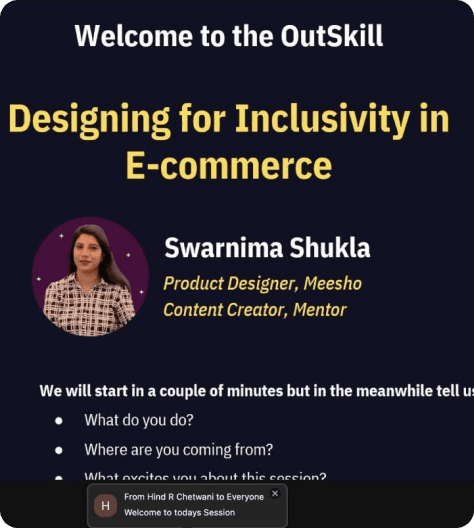 Welcome to the OutSkill
Designing for Inclusivity in
E-commerce
Swarnima Shukla
Product Designer, Meesho
Content Creator, Mentor
We will start in a couple of minutes but in the meanwhile tell us
● What do you do?
● Where are you coming from?
● What excites you about this session?
H
From Hind R Chetwani to Everyone
Welcome to todays Session